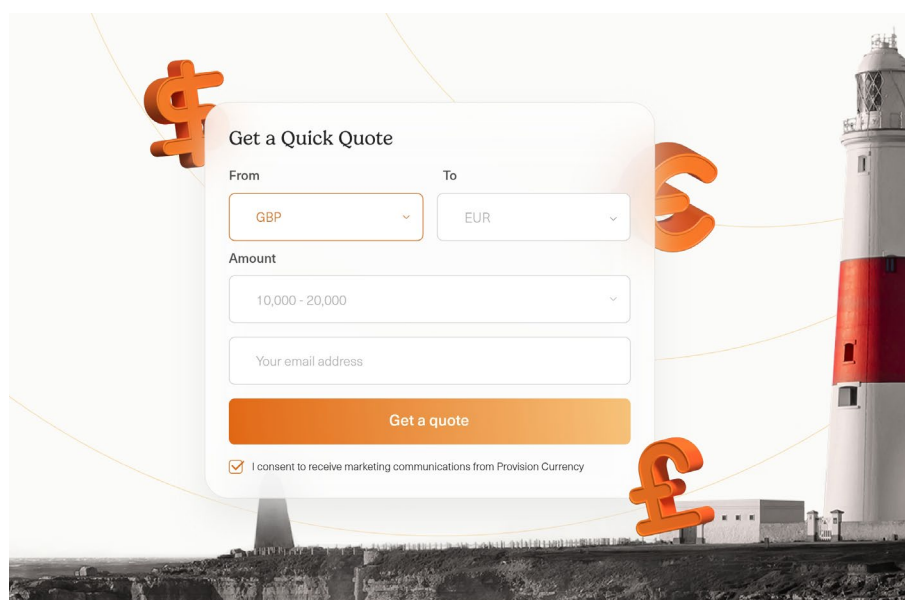 Get a Quick Quote
From
To
GBP
EUR
Amount
10,000 - 20,000
Your email address
Get a quote
I consent to receive marketing communications from Provision Currency